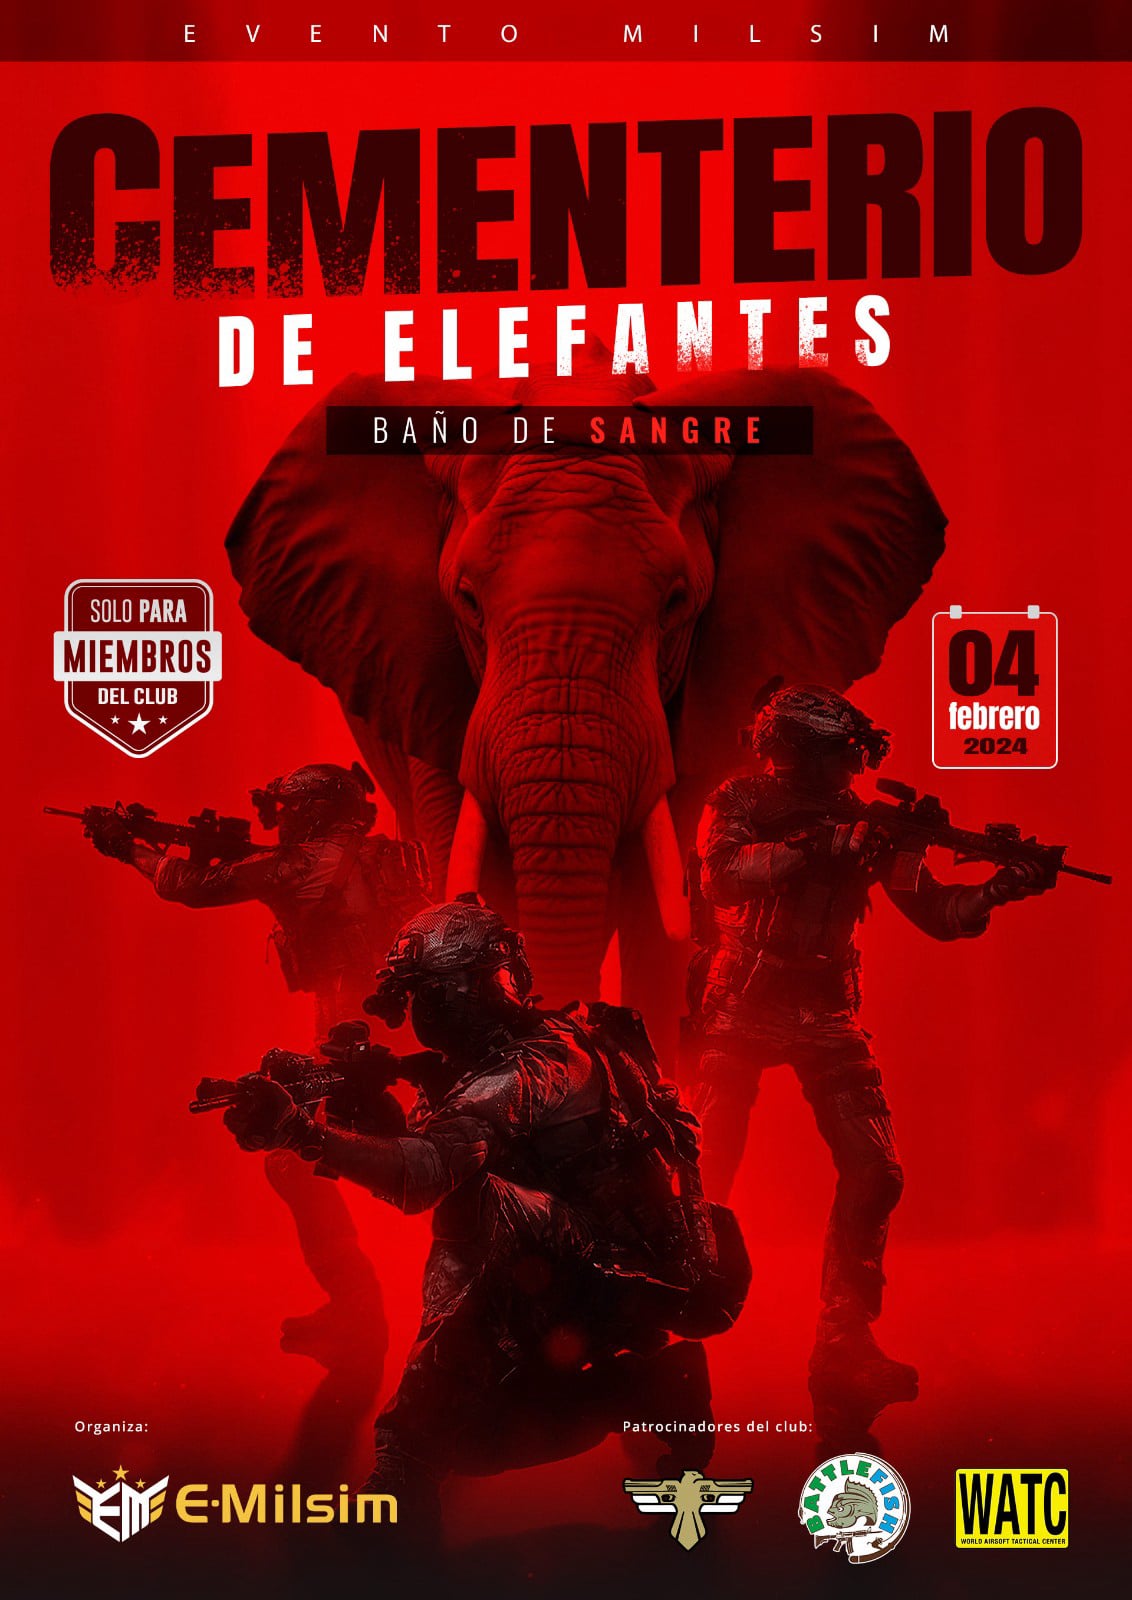 EVENTO MILSIM
CEMENTERIO
DE ELEFANTES
BAÑO DE SANGRE
SOLO PARA
MIEMBROS
DEL CLUB
04
febrero
2024
Organiza:
Patrocinadores del club:
EM E-Milsim
BATTLEFISH
WATC
WORLD AIRSOFT TACTICAL CENTER